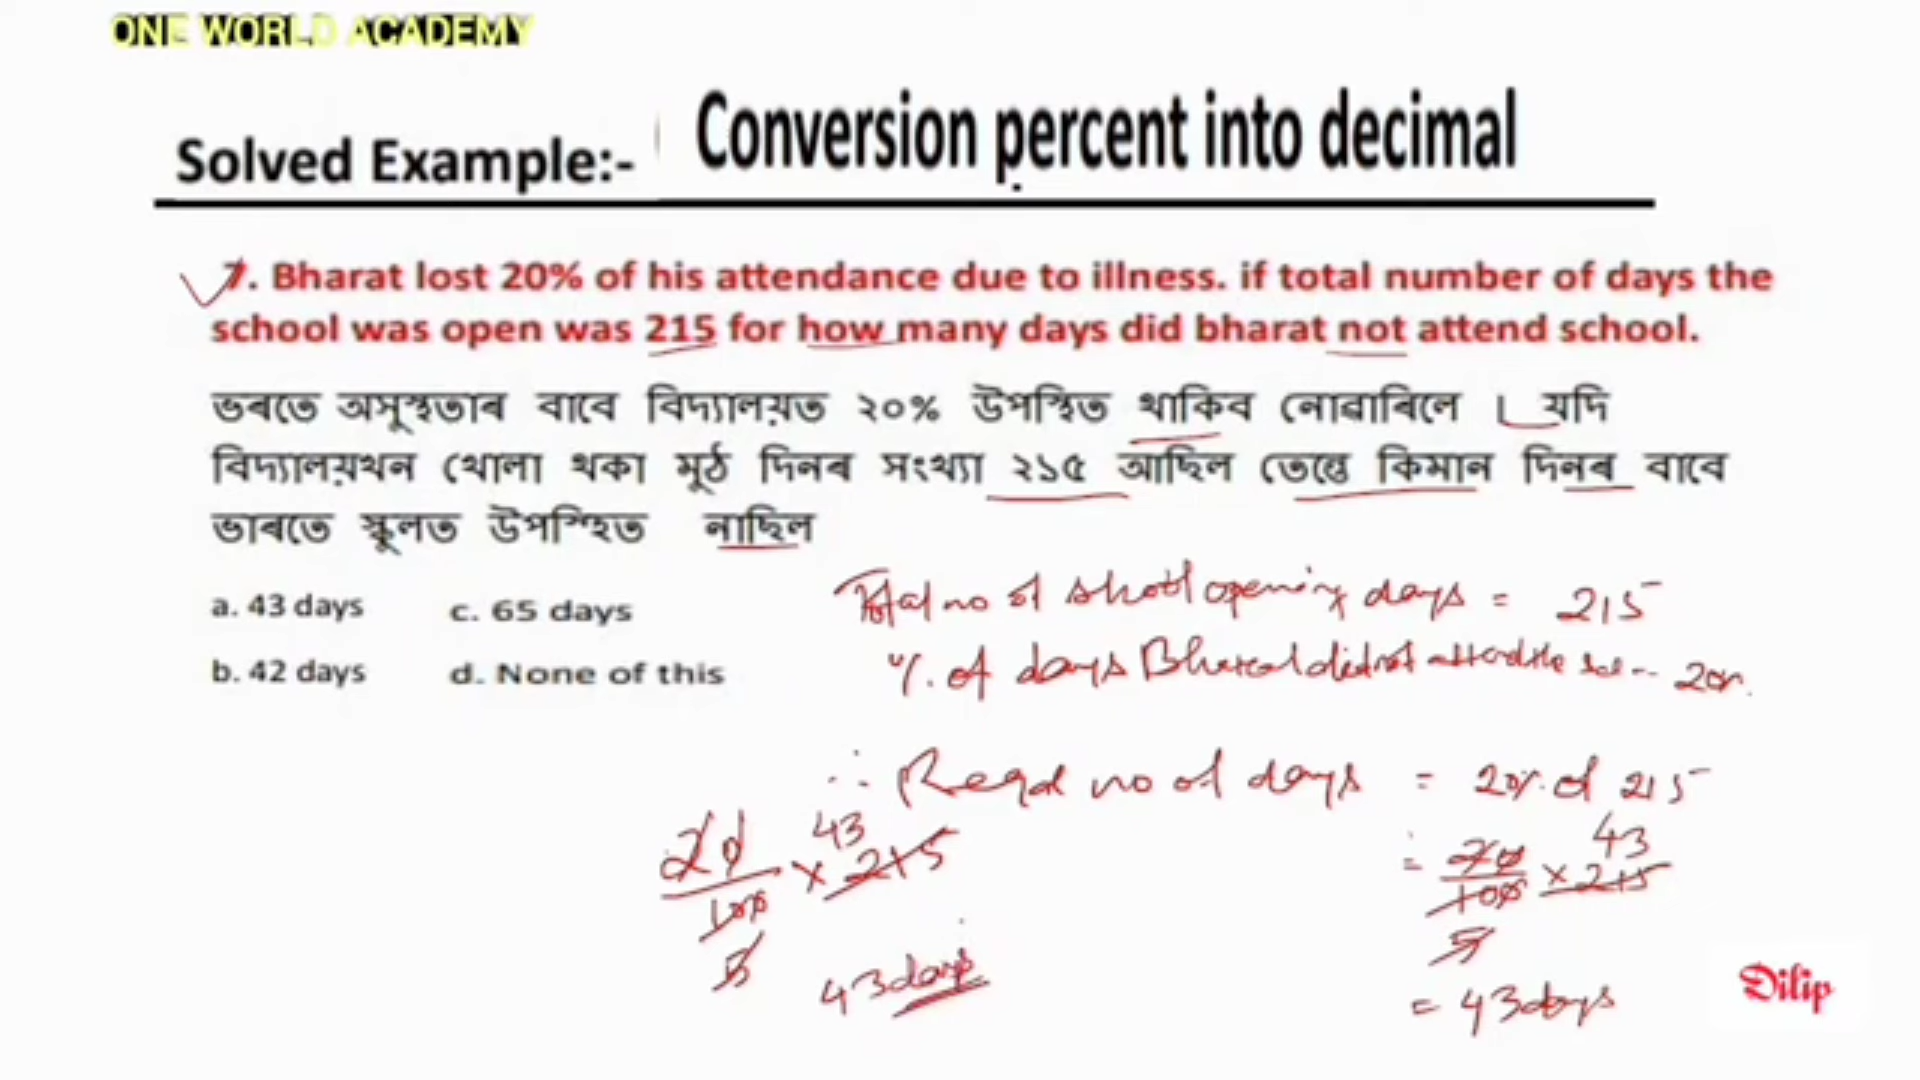 ONE WORLD ACADEMY
Solved Example:- Conversion percent into decimal
7. Bharat lost 20% of his attendance due to illness. if total number of days the
school was open was 215 for how many days did bharat not attend school.
ভৰতে অসুস্থতাৰ বাবে বিদ্যালয়ত ২০% উপস্থিত থাকিব নোৱাৰিলে । যদি
বিদ্যালয়খন খোলা থকা মুঠ দিনৰ সংখ্যা ২১৫ আছিল তেন্তে কিমান দিনৰ বাবে
ভাৰতে স্কুলত উপস্হিত নাছিল
a. 43 days c. 65 days
b. 42 days d. None of this
Total no of school opening days = 215
% of days Bharat did not attend the 20%
∴ Reqd no of days = 20% of 215
43
20/100 × 215
5
43 days
43
= 20/100 × 215
5
= 43 days
Dilip